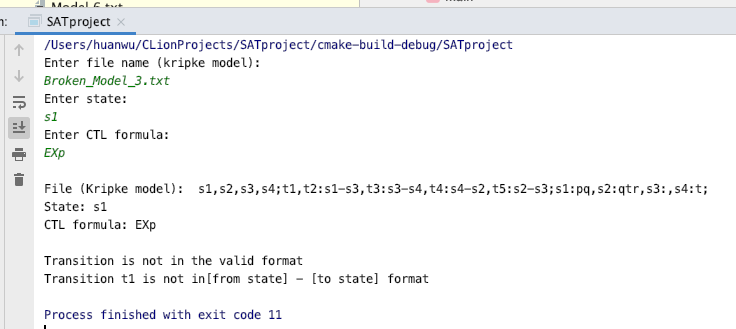 Model 6.txt
main
n:
SATproject
/Users/huanwu/CLionProjects/SATproject/cmake-build-debug/SATproject
Enter file name (kripke model):
Broken_Model_3.txt
Enter state:
s1
Enter CTL formula:
EXp
File (Kripke model):  s1,s2,s3,s4;t1,t2:s1-s3,t3:s3-s4,t4:s4-s2,t5:s2-s3;s1:pq,s2:qtr,s3:,s4:t;
State: s1
CTL formula: EXp
Transition is not in the valid format
Transition t1 is not in[from state] – [to state] format
Process finished with exit code 11